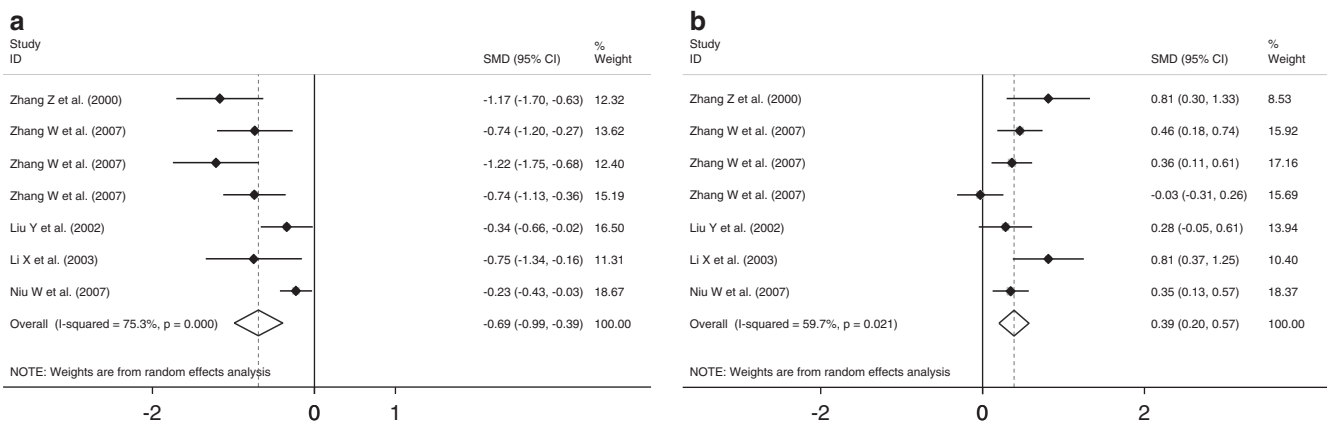 a
Study
ID SMD (95% CI) % Weight
Zhang Z et al. (2000) -1.17 (-1.70, -0.63) 12.32
Zhang W et al. (2007) -0.74 (-1.20, -0.27) 13.62
Zhang W et al. (2007) -1.22 (-1.75, -0.68) 12.40
Zhang W et al. (2007) -0.74 (-1.13, -0.36) 15.19
Liu Y et al. (2002) -0.34 (-0.66, -0.02) 16.50
Li X et al. (2003) -0.75 (-1.34, -0.16) 11.31
Niu W et al. (2007) -0.23 (-0.43, -0.03) 18.67
Overall (I-squared = 75.3%, p = 0.000) -0.69 (-0.99, -0.39) 100.00
NOTE: Weights are from random effects analysis
-2 0 1
b
Study
ID SMD (95% CI) % Weight
Zhang Z et al. (2000) 0.81 (0.30, 1.33) 8.53
Zhang W et al. (2007) 0.46 (0.18, 0.74) 15.92
Zhang W et al. (2007) 0.36 (0.11, 0.61) 17.16
Zhang W et al. (2007) -0.03 (-0.31, 0.26) 15.69
Liu Y et al. (2002) 0.28 (-0.05, 0.61) 13.94
Li X et al. (2003) 0.81 (0.37, 1.25) 10.40
Niu W et al. (2007) 0.35 (0.13, 0.57) 18.37
Overall (I-squared = 59.7%, p = 0.021) 0.39 (0.20, 0.57) 100.00
NOTE: Weights are from random effects analysis
-2 0 2